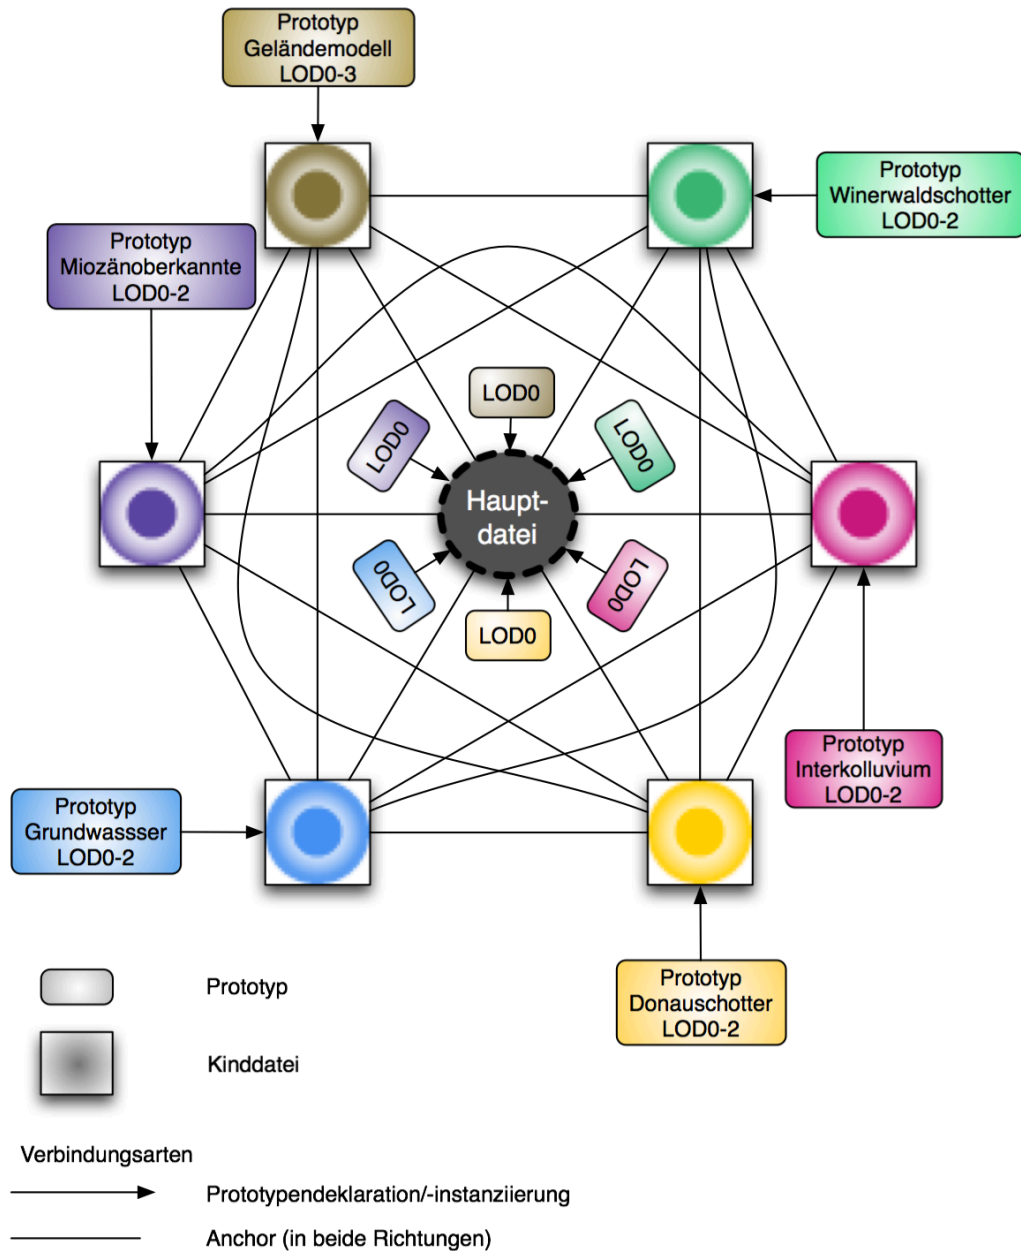 Prototyp
Geländemodell
LOD0-3
Prototyp
Winerwaldschotter
LOD0-2
Prototyp
Miozänoberkannte
LOD0-2
LOD0
LOD0
LOD0
Haupt-
datei
LOD0
LOD0
LOD0
Prototyp
Interkolluvium
LOD0-2
Prototyp
Grundwassser
LOD0-2
Prototyp
Donauschotter
LOD0-2
Prototyp
Kinddatei
Verbindungsarten
Prototypendeklaration/-instanziierung
Anchor (in beide Richtungen)